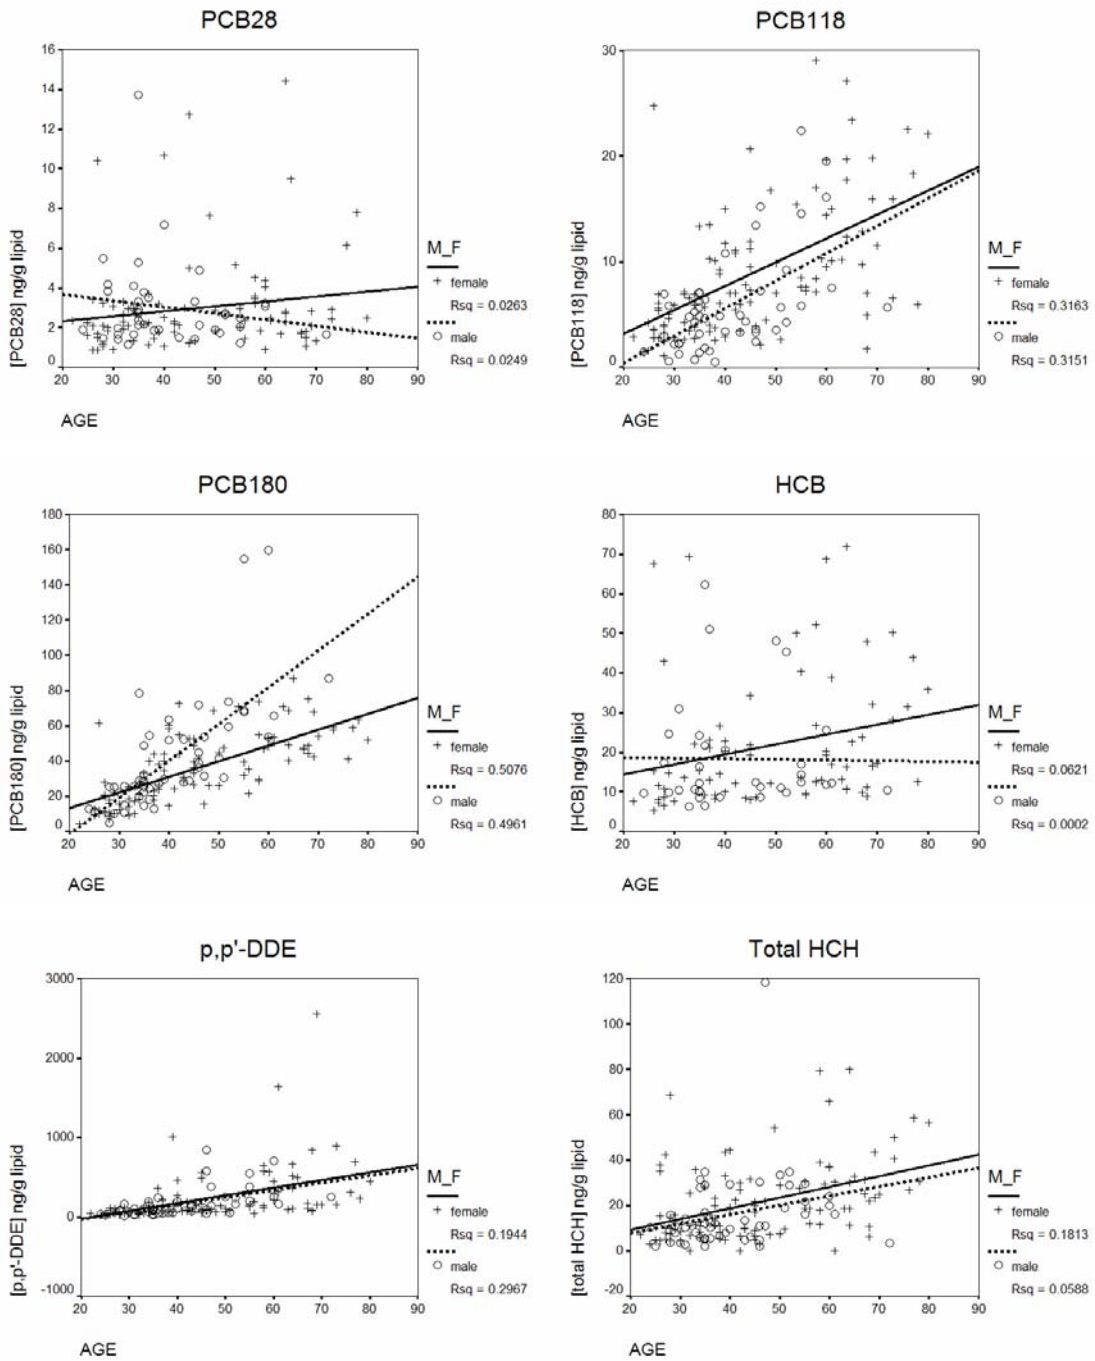 PCB28
[PCB28] ng/g lipid
16
14
12
10
8
6
4
2
0
20 30 40 50 60 70 80 90
AGE
M_F
female
Rsq = 0.0263
male
Rsq = 0.0249
PCB118
[PCB118] ng/g lipid
30
20
10
0
20 30 40 50 60 70 80 90
AGE
M_F
female
Rsq = 0.3163
male
Rsq = 0.3151
PCB180
[PCB180] ng/g lipid
180
160
140
120
100
80
60
40
20
0
20 30 40 50 60 70 80 90
AGE
M_F
female
Rsq = 0.5076
male
Rsq = 0.4961
HCB
[HCB] ng/g lipid
80
70
60
50
40
30
20
10
0
20 30 40 50 60 70 80 90
AGE
M_F
female
Rsq = 0.0621
male
Rsq = 0.0002
p,p'-DDE
[p,p'-DDE] ng/g lipid
3000
2000
1000
0
-1000
20 30 40 50 60 70 80 90
AGE
M_F
female
Rsq = 0.1944
male
Rsq = 0.2967
Total HCH
[total HCH] ng/g lipid
120
100
80
60
40
20
0
-20
20 30 40 50 60 70 80 90
AGE
M_F
female
Rsq = 0.1813
male
Rsq = 0.0588